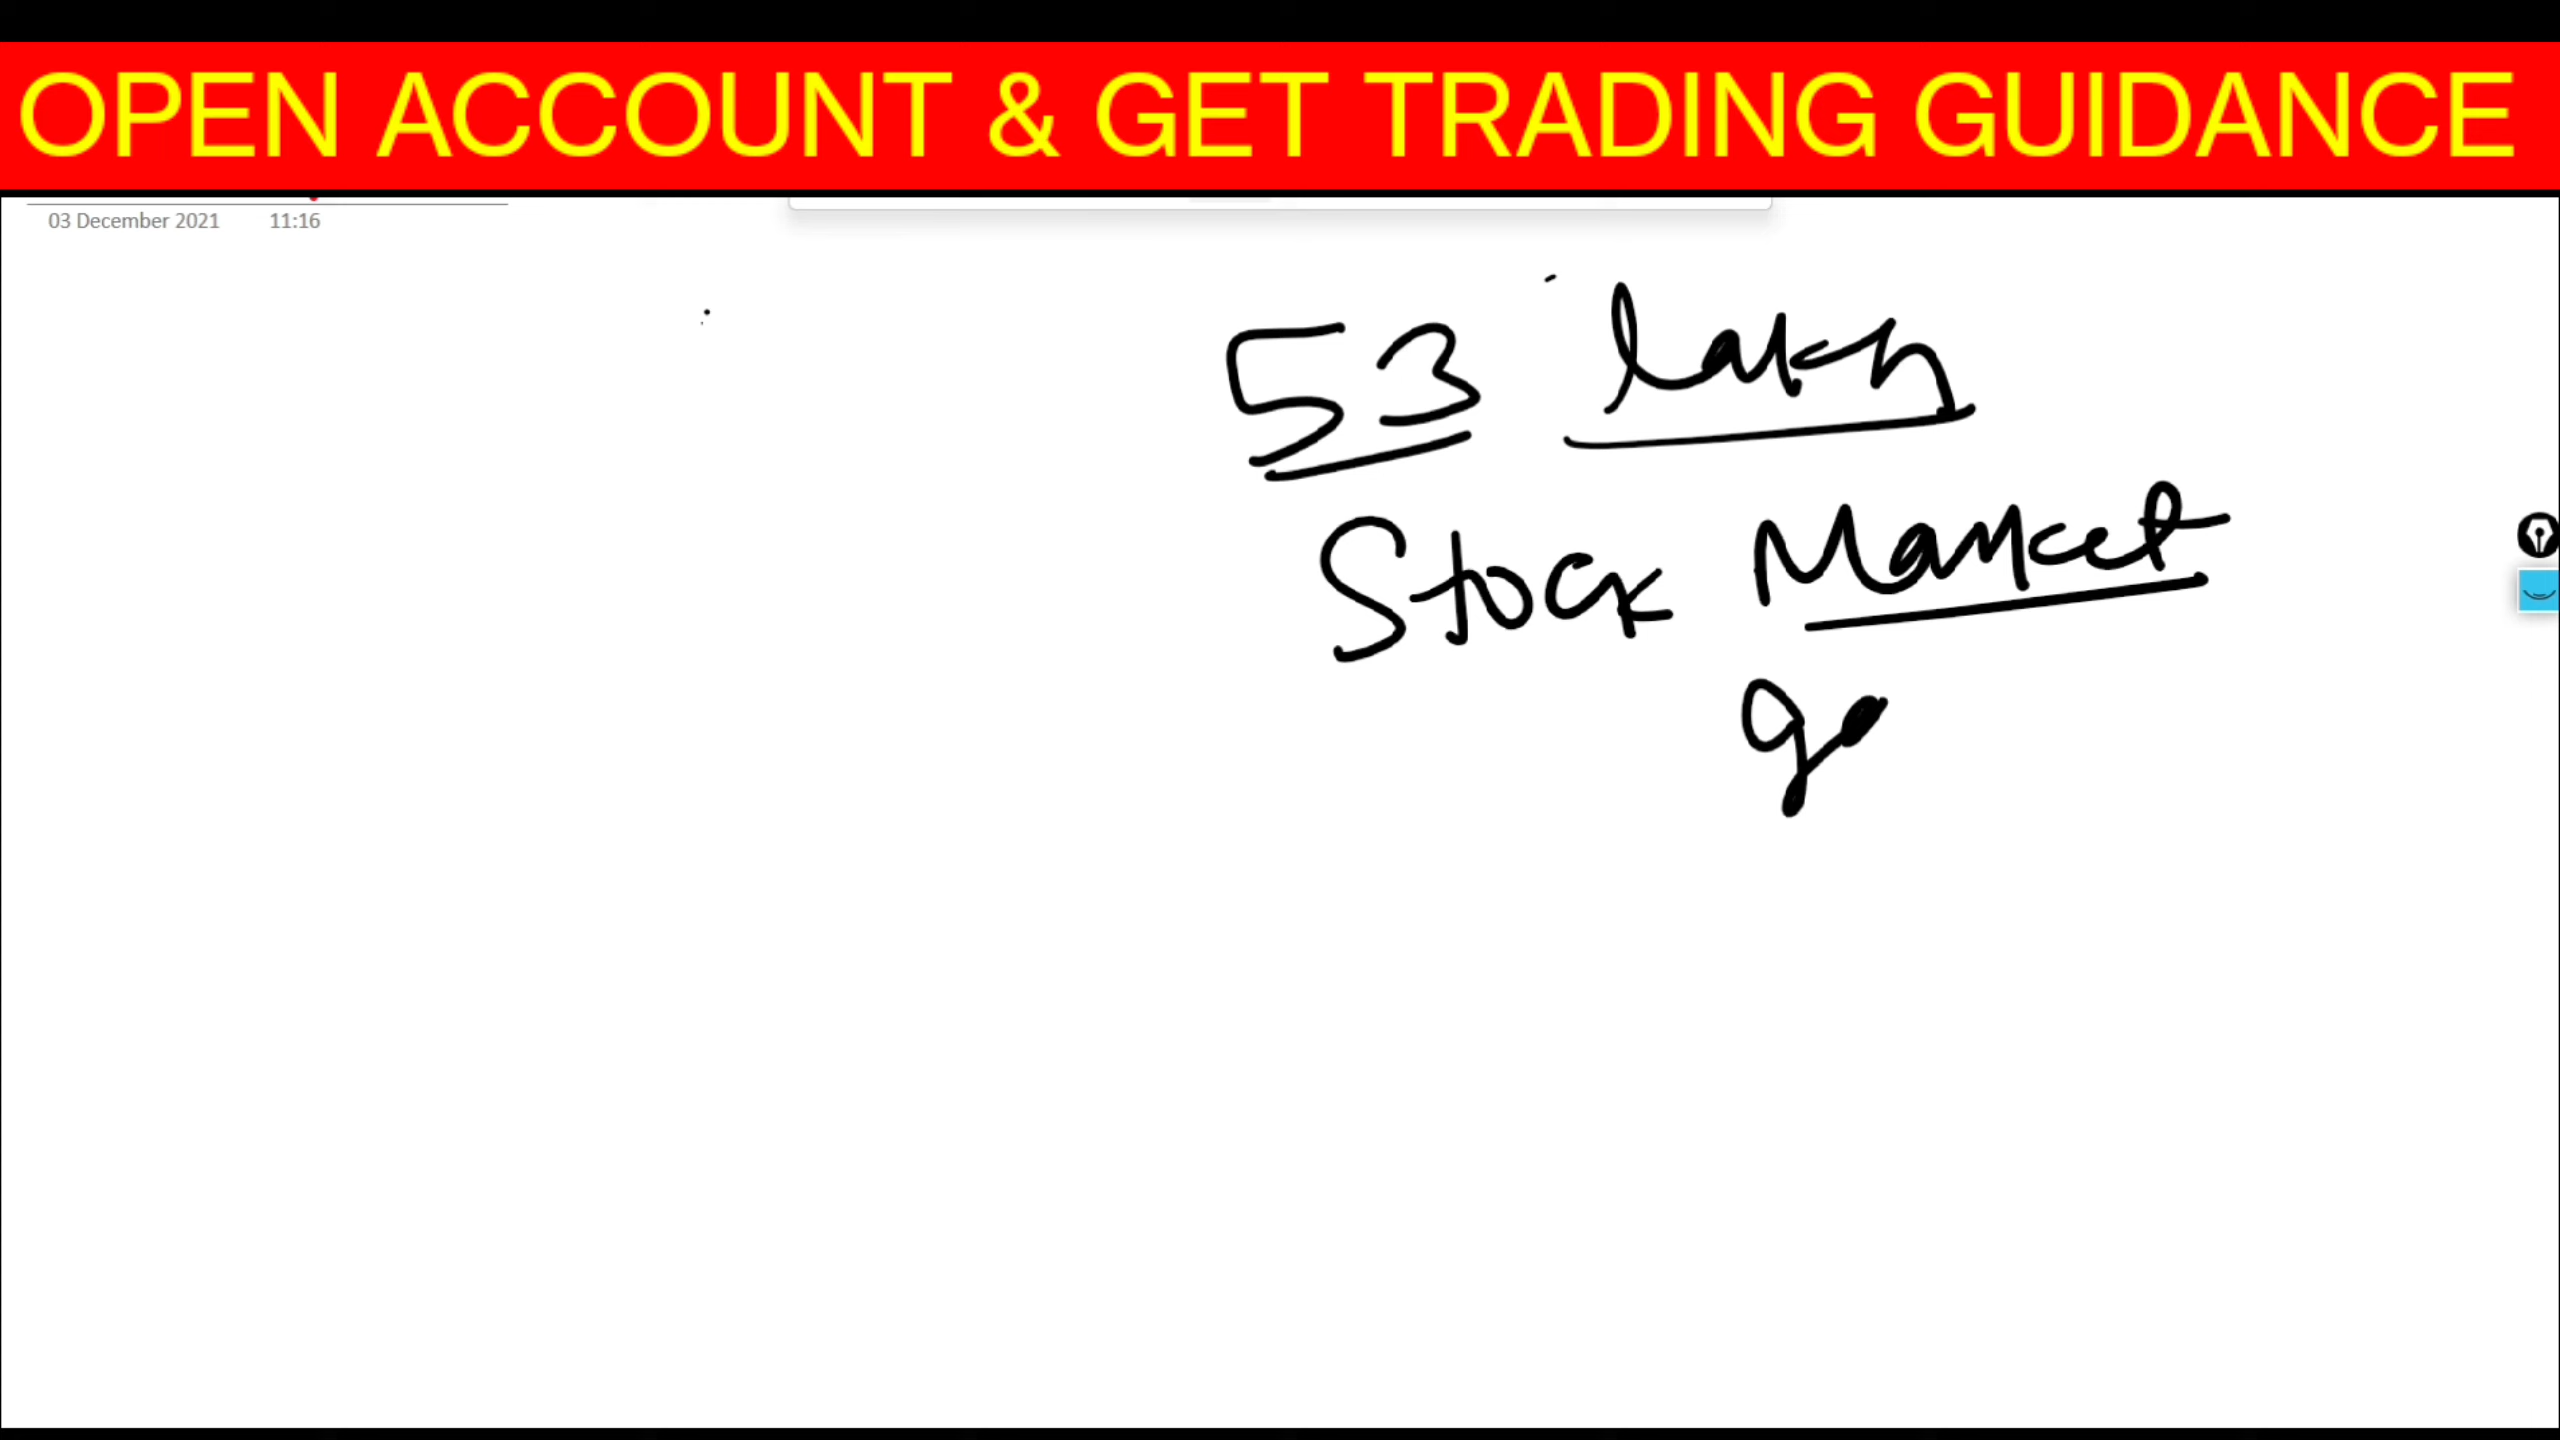 OPEN ACCOUNT & GET TRADING GUIDANCE
03 December 2021 11:16
53 lakh
Stock Market